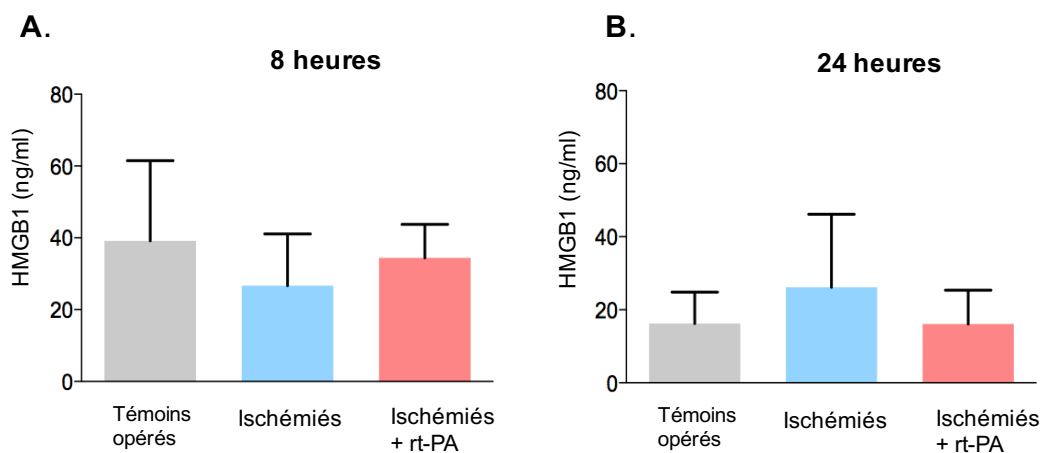 A.
8 heures
HMGB1 (ng/ml)
80
60
40
20
0
Témoins
opérés
Ischémiés
Ischémiés
+ rt-PA
B.
24 heures
HMGB1 (ng/ml)
80
60
40
20
0
Témoins
opérés
Ischémiés
Ischémiés
+ rt-PA